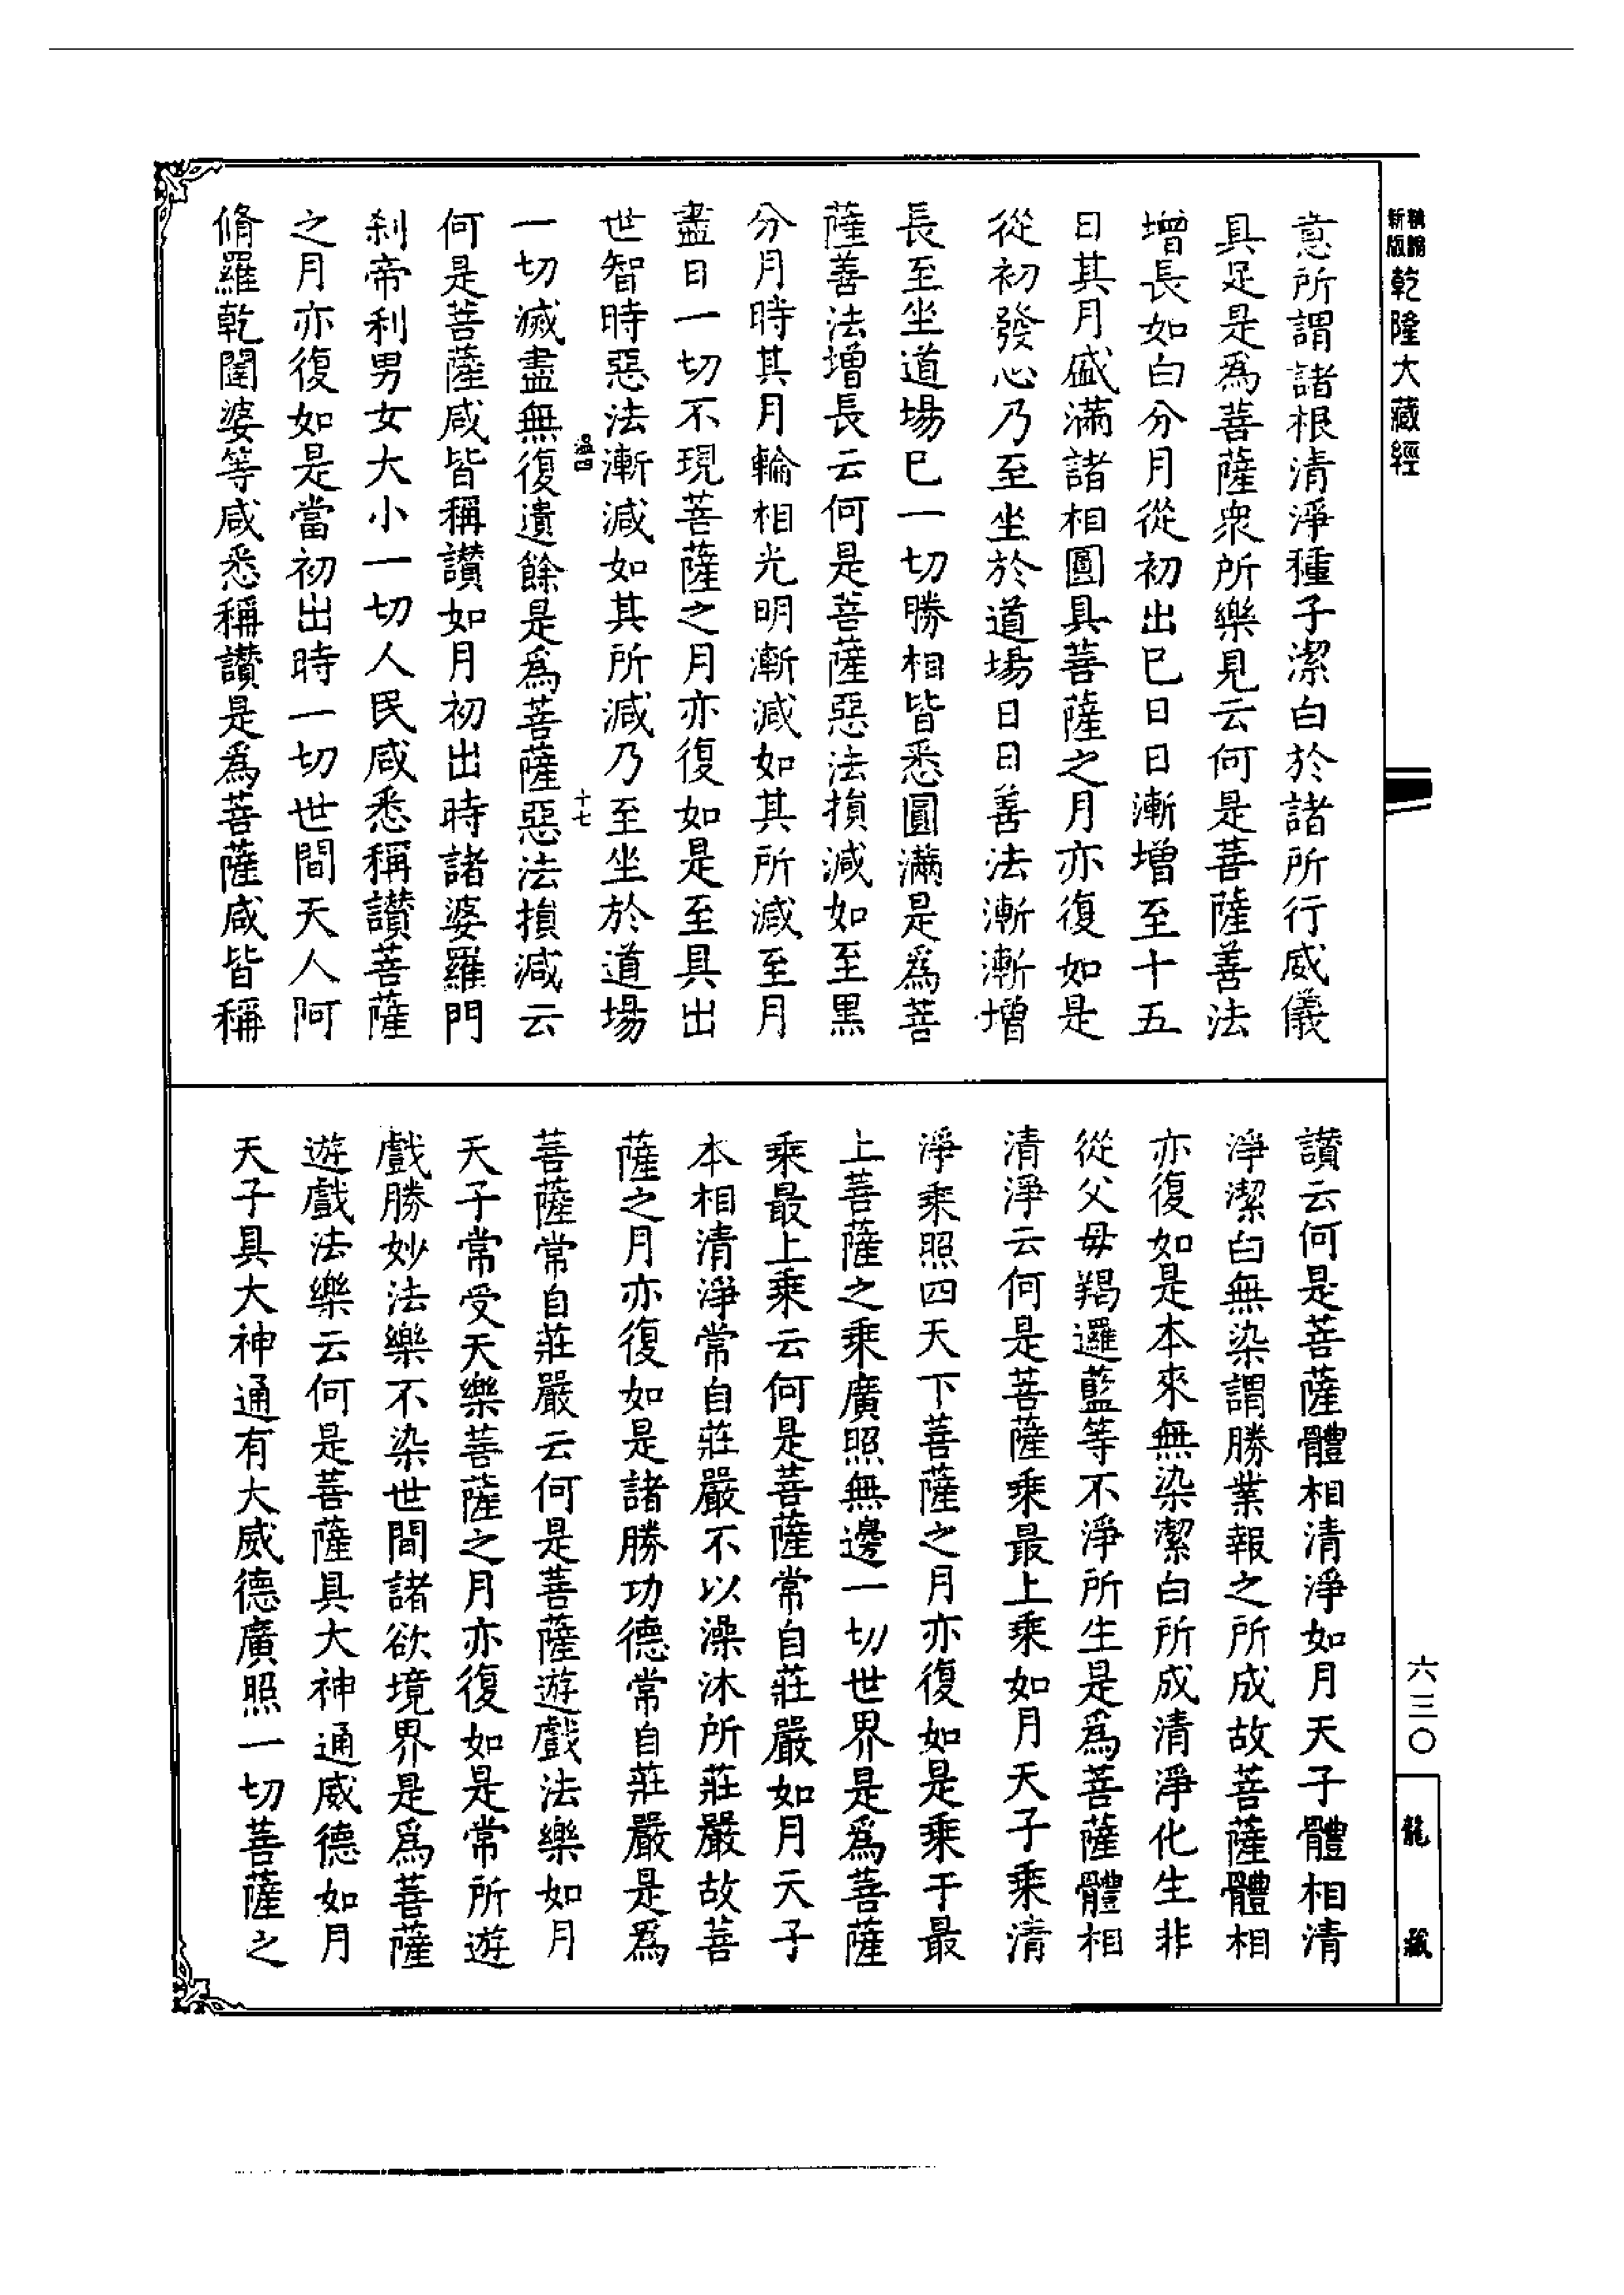 新版
乾隆大藏經
意所謂諸根清淨種子潔白於諸所行威儀
具足是爲菩薩衆所樂見云何是菩薩善法
增長如白分月從初出已日日漸增至十五
日其月盛滿諸相圓具菩薩之月亦復如是
從初發心乃至坐於道場日日善法漸漸增
長至坐道場已一切勝相皆悉圓滿是爲菩
薩善法增長云何是菩薩惡法損減如至黑
分月時其月輪相光明漸減如其所減至月
盡日一切不現菩薩之月亦復如是至具出
世智時惡法漸減如其所減乃至坐於道場
十七
一切滅盡無復遺餘是爲菩薩惡法損減云
何是菩薩咸皆稱讚如月初出時諸婆羅門
刹帝利男女大小一切人民咸悉稱讚菩薩
之月亦復如是當初出時一切世間天人阿
脩羅乾闥婆等咸悉稱讚是爲菩薩咸皆稱
讚云何是菩薩體相清淨如月天子體相清
淨潔白無染謂勝業報之所成故菩薩體相
亦復如是本來無染潔白所成清淨化生非
從父母羯邏藍等不淨所生是爲菩薩體相
清淨云何是菩薩乘最上乘如月天子乘清
淨乘照四天下菩薩之月亦復如是乘于最
上菩薩之乘廣照無邊一切世界是爲菩薩
乘最上乘云何是菩薩常自莊嚴如月天子
本相清淨常自莊嚴不以澡沐所莊嚴故菩
薩之月亦復如是諸勝功德常自莊嚴是爲
菩薩常自莊嚴云何是菩薩遊戲法樂如月
天子常受天樂菩薩之月亦復如是常所遊
戲勝妙法樂不染世間諸欲境界是爲菩薩
遊戲法樂云何是菩薩具大神通威德如月
天子具大神通有大威德廣照一切菩薩之
六三〇
龍藏